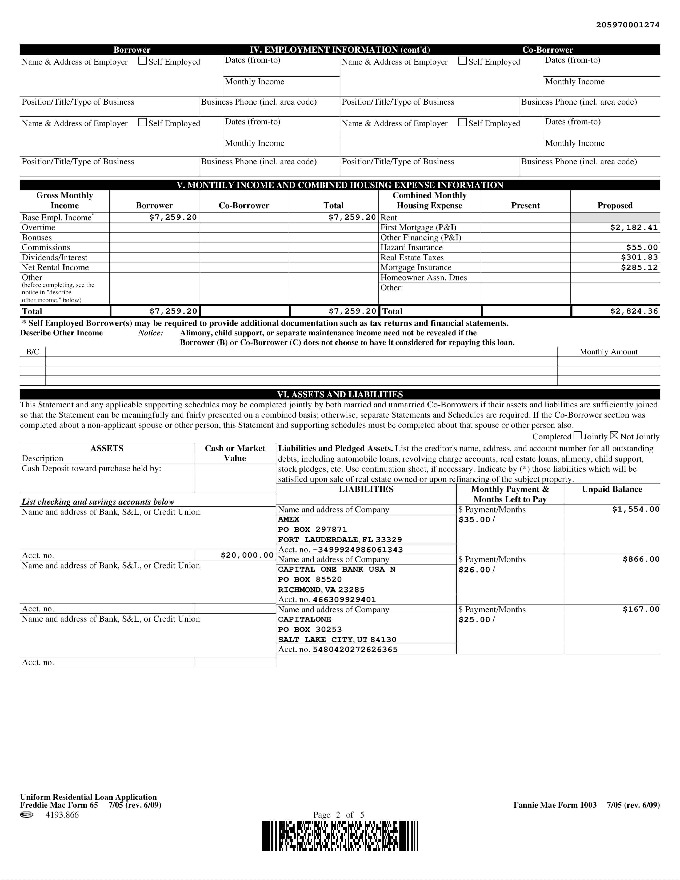 205970001274
Borrower IV. EMPLOYMENT INFORMATION (cont'd) Co-Borrower
Name & Address of Employer Self Employed Dates (from-to) Name & Address of Employer Self Employed Dates (from-to)
Monthly Income Monthly Income
Position/Title/Type of Business Business Phone (incl. area code) Position/Title/Type of Business Business Phone (incl. area code)
Name & Address of Employer Self Employed Dates (from-to) Name & Address of Employer Self Employed Dates (from-to)
Monthly Income Monthly Income
Position/Title/Type of Business Business Phone (incl. area code) Position/Title/Type of Business Business Phone (incl. area code)
V. MONTHLY INCOME AND COMBINED HOUSING EXPENSE INFORMATION
Gross Monthly Combined Monthly
Income Borrower Co-Borrower Total Housing Expense Present Proposed
Base Empl. Income* $7,259.20 $7,259.20 Rent
Overtime First Mortgage (P&I) $2,182.41
Bonuses Other Financing (P&I)
Commissions Hazard Insurance $55.00
Dividends/Interest Real Estate Taxes $301.83
Net Rental Income Mortgage Insurance $285.12
Other Homeowner Assn. Dues
(before completing, see the Other
notice in "describe
other income," below)
Total $7,259.20 $7,259.20 Total $2,824.36
* Self Employed Borrower(s) may be required to provide additional documentation such as tax returns and financial statements.
Describe Other Income Notice: Alimony, child support, or separate maintenance income need not be revealed if the
Borrower (B) or Co-Borrower (C) does not choose to have it considered for repaying this loan.
B/C Monthly Amount
VI. ASSETS AND LIABILITIES
This Statement and any applicable supporting schedules may be completed jointly by both married and unmarried Co-Borrowers if their assets and liabilities are sufficiently joined
so that the Statement can be meaningfully and fairly presented on a combined basis; otherwise, separate Statements and Schedules are required. If the Co-Borrower section was
completed about a non-applicant spouse or other person, this Statement and supporting schedules must be completed about that spouse or other person also.
Completed Jointly Not Jointly
ASSETS Cash or Market Liabilities and Pledged Assets. List the creditor's name, address, and account number for all outstanding
Description Value debts, including automobile loans, revolving charge accounts, real estate loans, alimony, child support,
Cash Deposit toward purchase held by: stock pledges, etc. Use continuation sheet, if necessary. Indicate by (*) those liabilities which will be
satisfied upon sale of real estate owned or upon refinancing of the subject property.
LIABILITIES Monthly Payment & Unpaid Balance
List checking and savings accounts below Months Left to Pay
Name and address of Bank, S&L, or Credit Union Name and address of Company $ Payment/Months $1,554.00
AMEX $35.00/
PO BOX 297871
FORT LAUDERDALE, FL 33329
Acct. no. -3499924986061343
Acct. no. $20,000.00 Name and address of Company $ Payment/Months $866.00
Name and address of Bank, S&L, or Credit Union CAPITAL ONE BANK USA N $26.00/
PO BOX 85520
RICHMOND, VA 23285
Acct. no. 466309929401
Acct. no. Name and address of Company $ Payment/Months $167.00
Name and address of Bank, S&L, or Credit Union CAPITALONE $25.00/
PO BOX 30253
SALT LAKE CITY, UT 84130
Acct. no. 5480420272626365
Acct. no.
Uniform Residential Loan Application
Freddie Mac Form 65 7/05 (rev. 6/09) Fannie Mae Form 1003 7/05 (rev. 6/09)
4193.866 Page 2 of 5